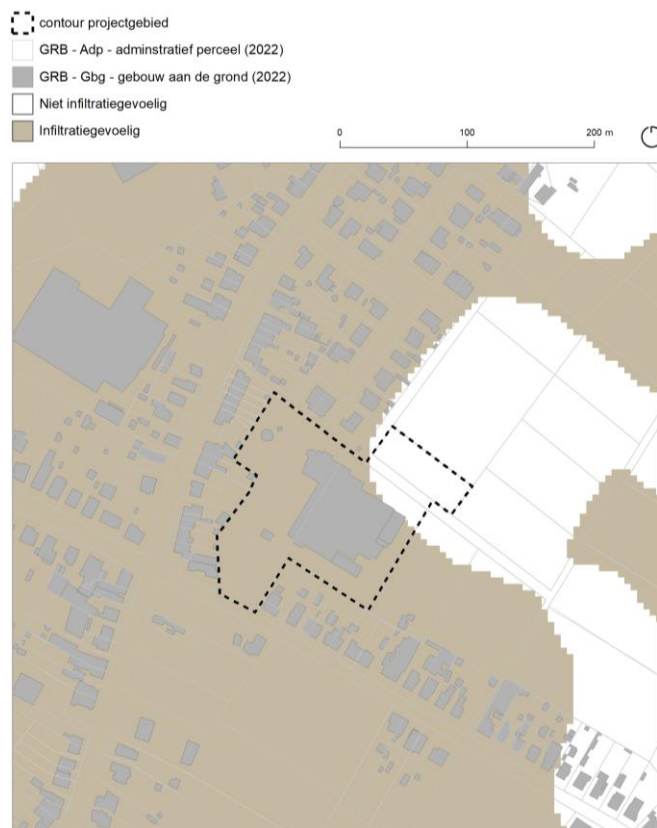 contour projectgebied
GRB - Adp - adminstratief perceel (2022)
GRB - Gbg - gebouw aan de grond (2022)
Niet infiltratiegevoelig
Infiltratiegevoelig
0 100 200 m